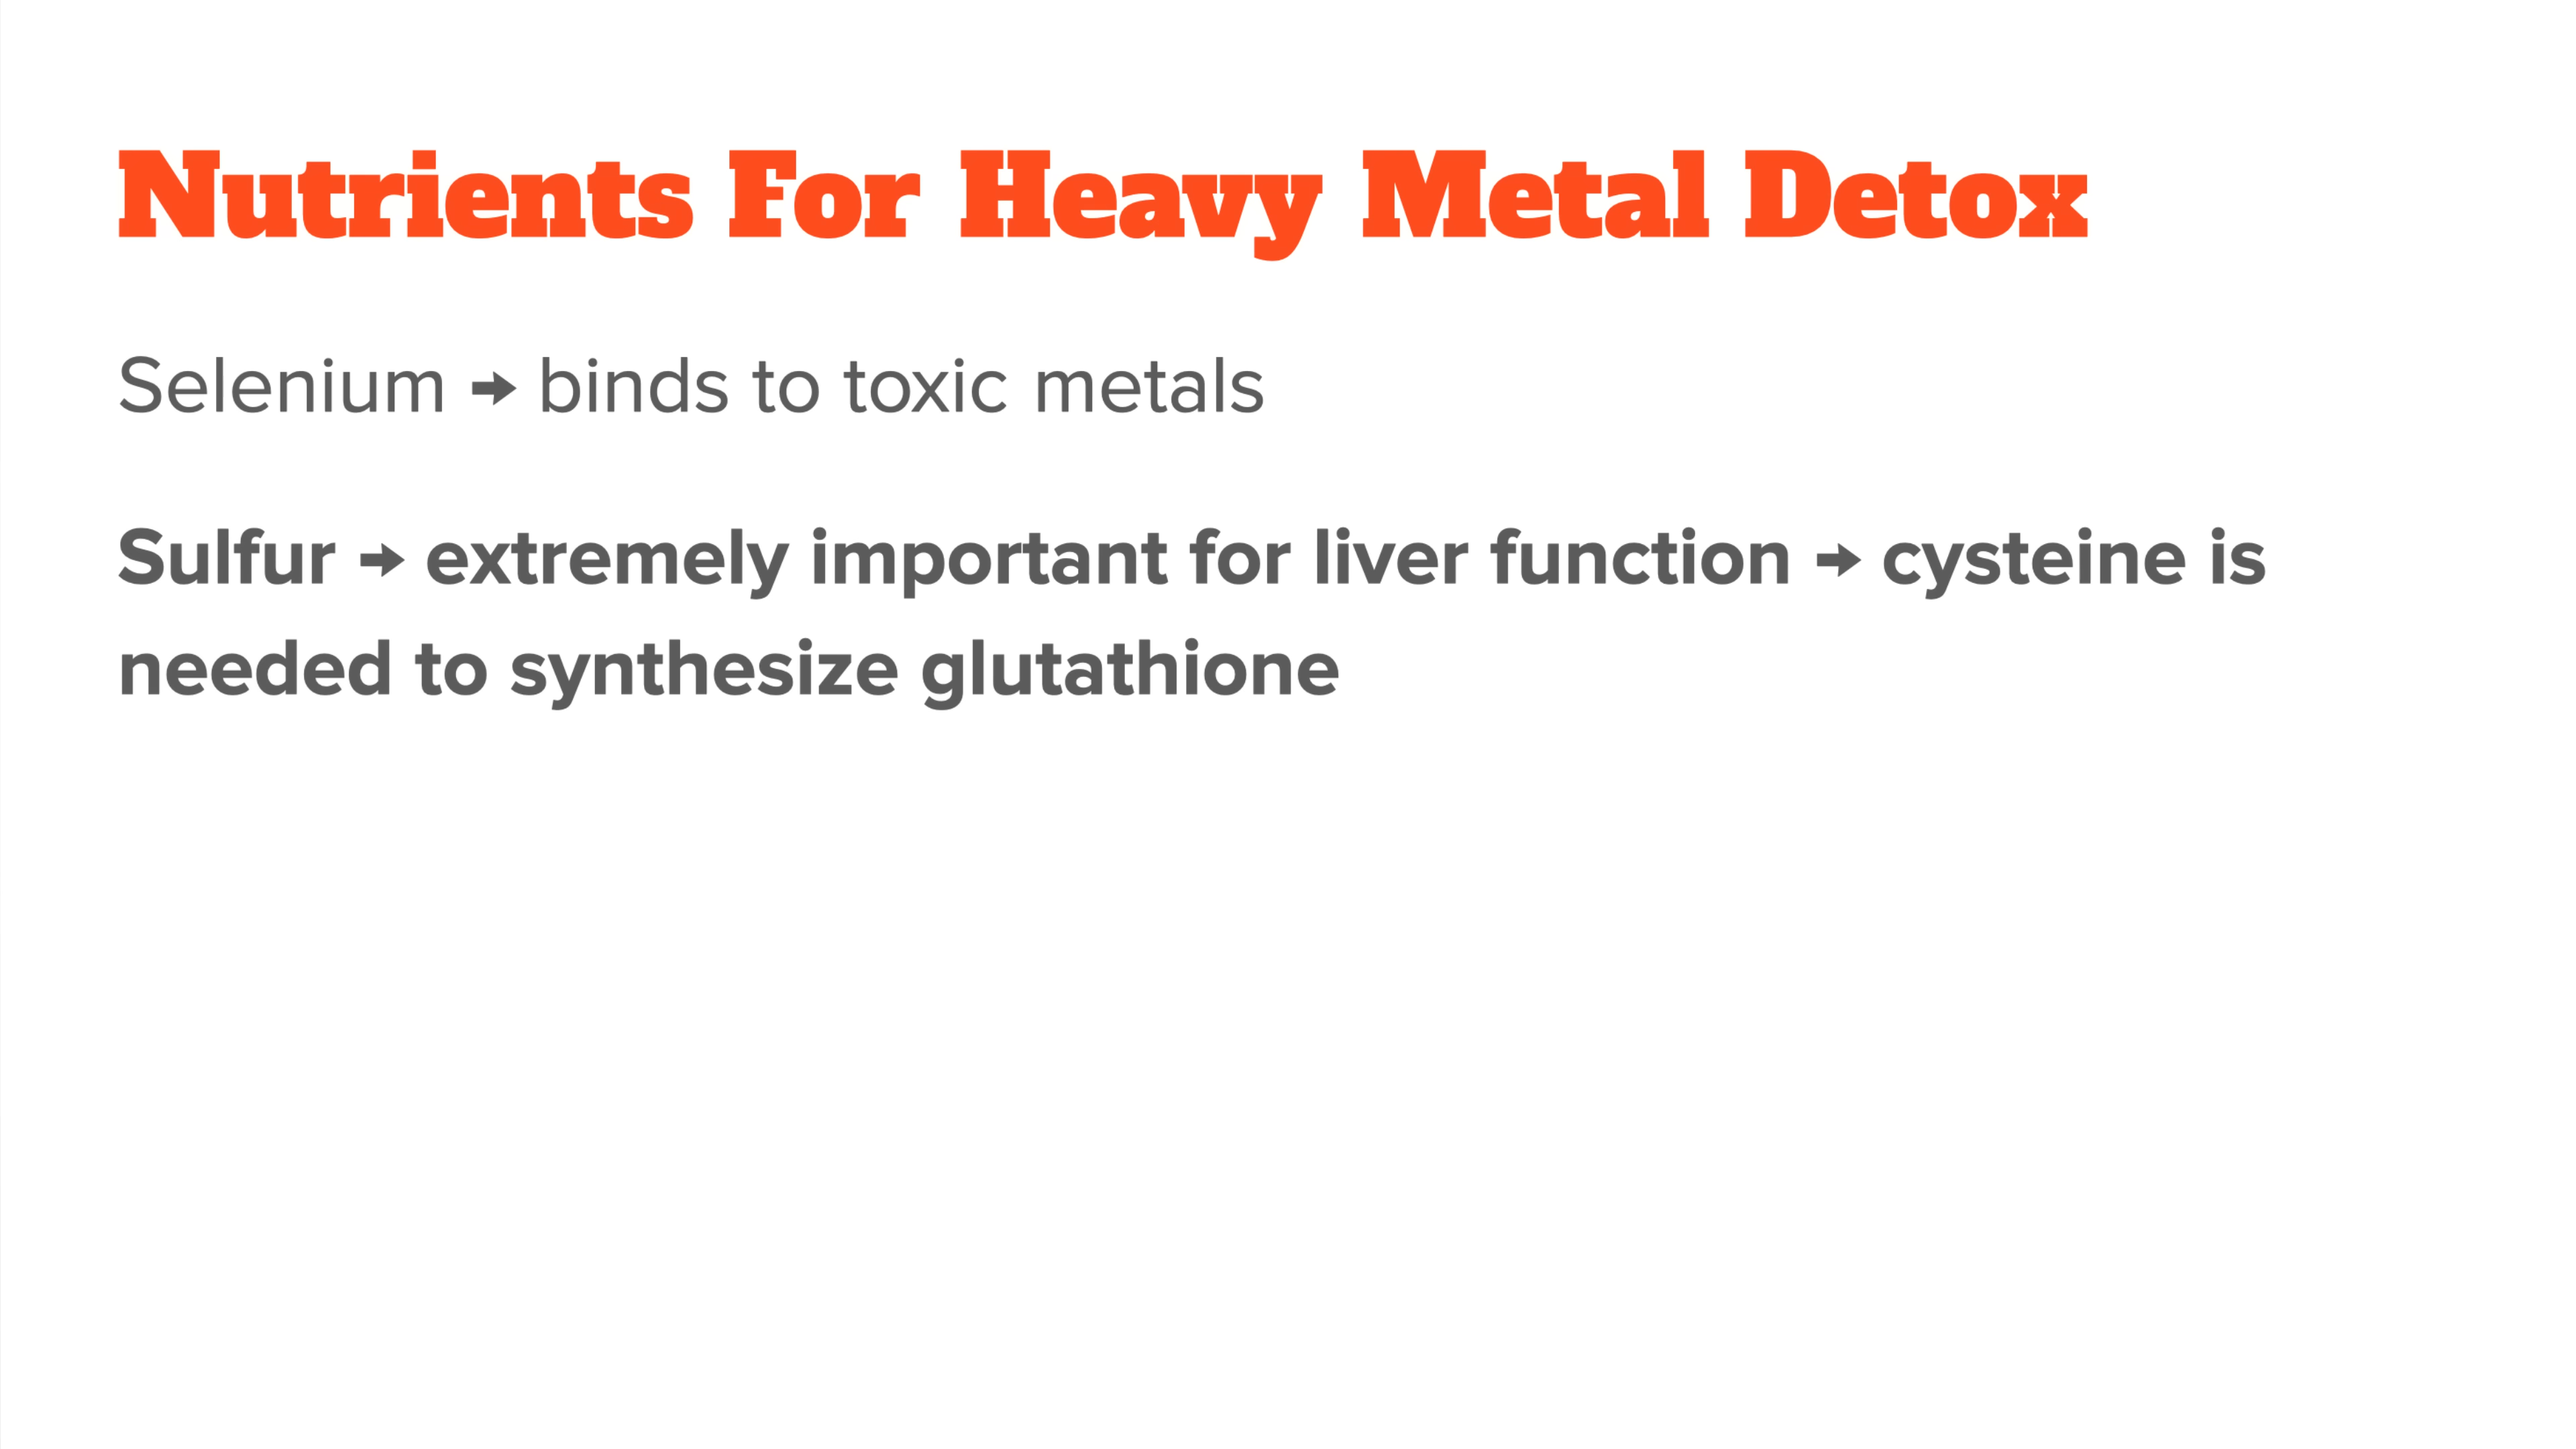 Nutrients For Heavy Metal Detox
Selenium → binds to toxic metals
Sulfur → extremely important for liver function → cysteine is
needed to synthesize glutathione